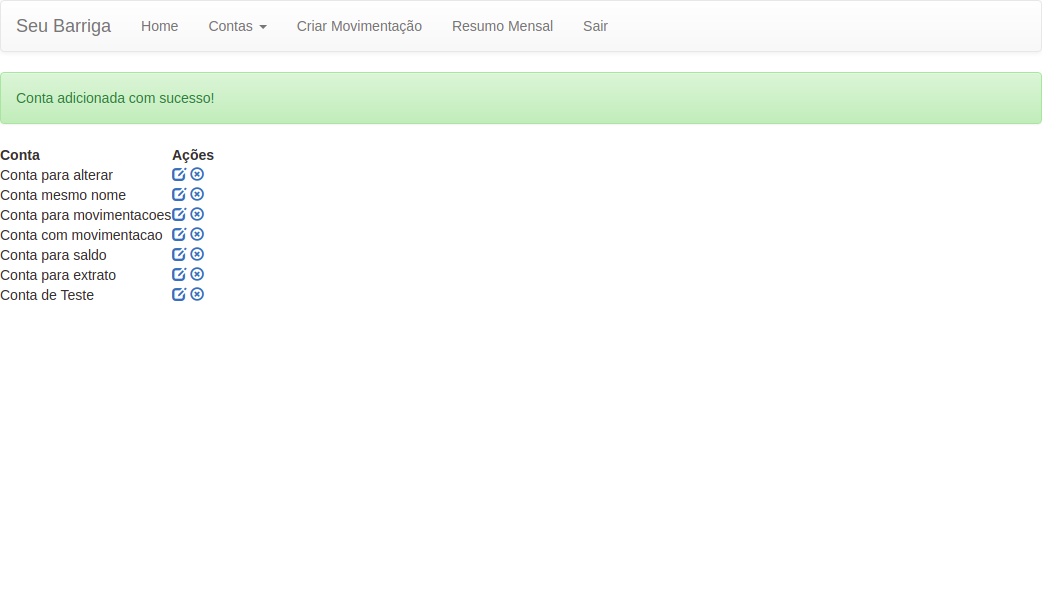 Seu Barriga Home Contas Criar Movimentação Resumo Mensal Sair
Conta adicionada com sucesso!
Conta Ações
Conta para alterar
Conta mesmo nome
Conta para movimentacoes
Conta com movimentacao
Conta para saldo
Conta para extrato
Conta de Teste